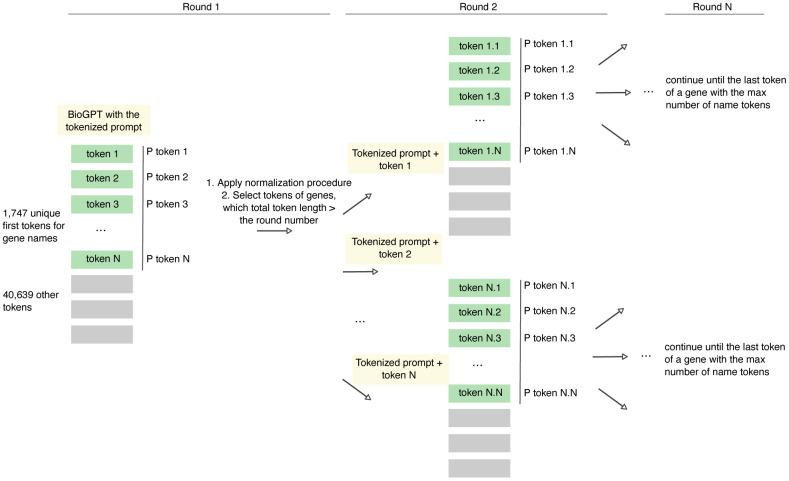 Round 1
Round 2
Round N
BioGPT with the
tokenized prompt
token 1
P token 1
token 2
P token 2
token 3
P token 3
...
token N
P token N
1,747 unique
first tokens for
gene names
40,639 other
tokens
1. Apply normalization procedure
2. Select tokens of genes,
which total token length >
the round number
Tokenized prompt +
token 1
Tokenized prompt +
token 2
...
Tokenized prompt +
token N
token 1.1
P token 1.1
token 1.2
P token 1.2
token 1.3
P token 1.3
...
token 1.N
P token 1.N
token N.1
P token N.1
token N.2
P token N.2
token N.3
P token N.3
...
token N.N
P token N.N
...
continue until the last token
of a gene with the max
number of name tokens
...
continue until the last token
of a gene with the max
number of name tokens